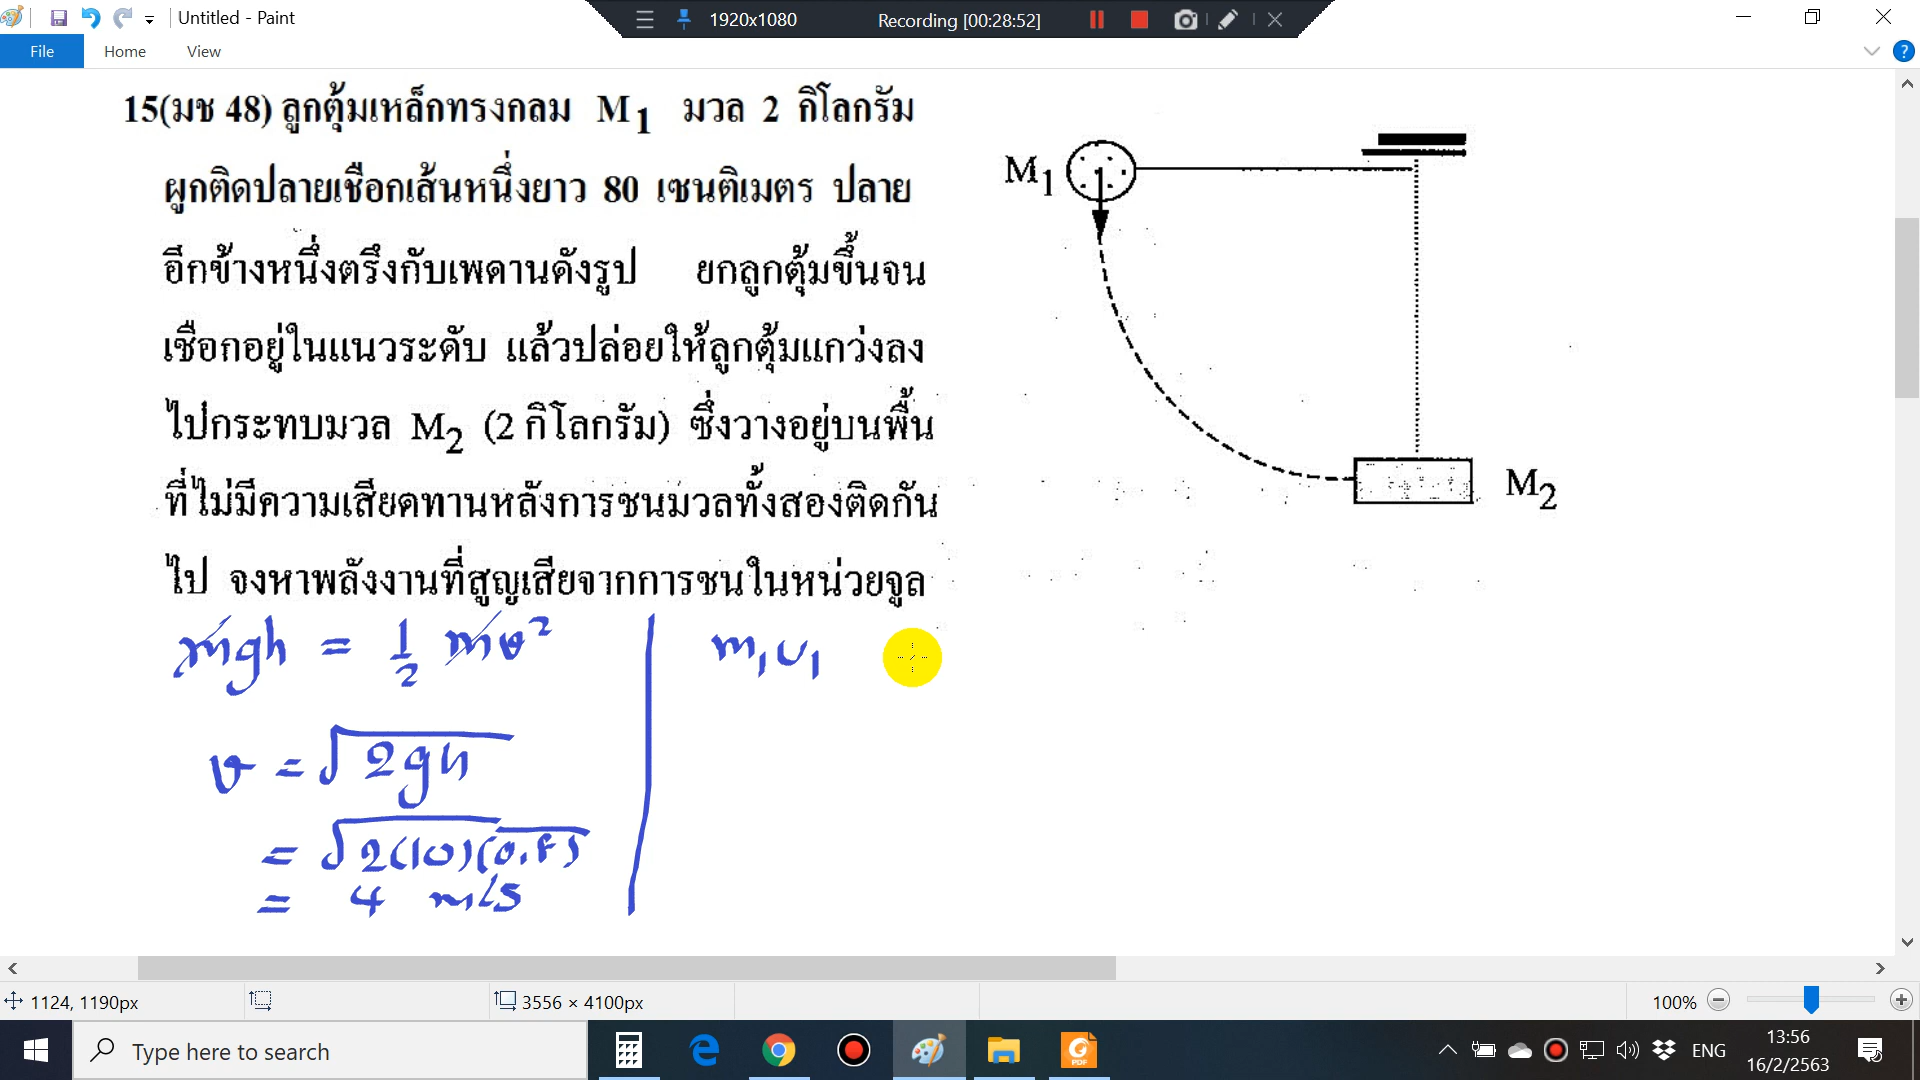 Untitled - Paint
1920x1080
Recording [00:28:52]
File
Home
View
15(มช 48) ลูกตุ้มเหล็กทรงกลม M1 มวล 2 กิโลกรัม
ผูกติดปลายเชือกเส้นหนึ่งยาว 80 เซนติเมตร ปลาย
อีกข้างหนึ่งตรึงกับเพดานดังรูป ยกลูกตุ้มขึ้นจน
เชือกอยู่ในแนวระดับ แล้วปล่อยให้ลูกตุ้มแกว่งลง
ไปกระทบมวล M2 (2 กิโลกรัม) ซึ่งวางอยู่บนพื้น
ที่ไม่มีความเสียดทานหลังการชนมวลทั้งสองติดกัน
ไป จงหาพลังงานที่สูญเสียจากการชนในหน่วยจูล
M1
M2
mgh = 1/2 mv²
v = √2gh
= √2(10)(0.8)
= 4 m/s
m1u1
1124, 1190px
3556 × 4100px
100%
Type here to search
ENG
13:56
16/2/2563